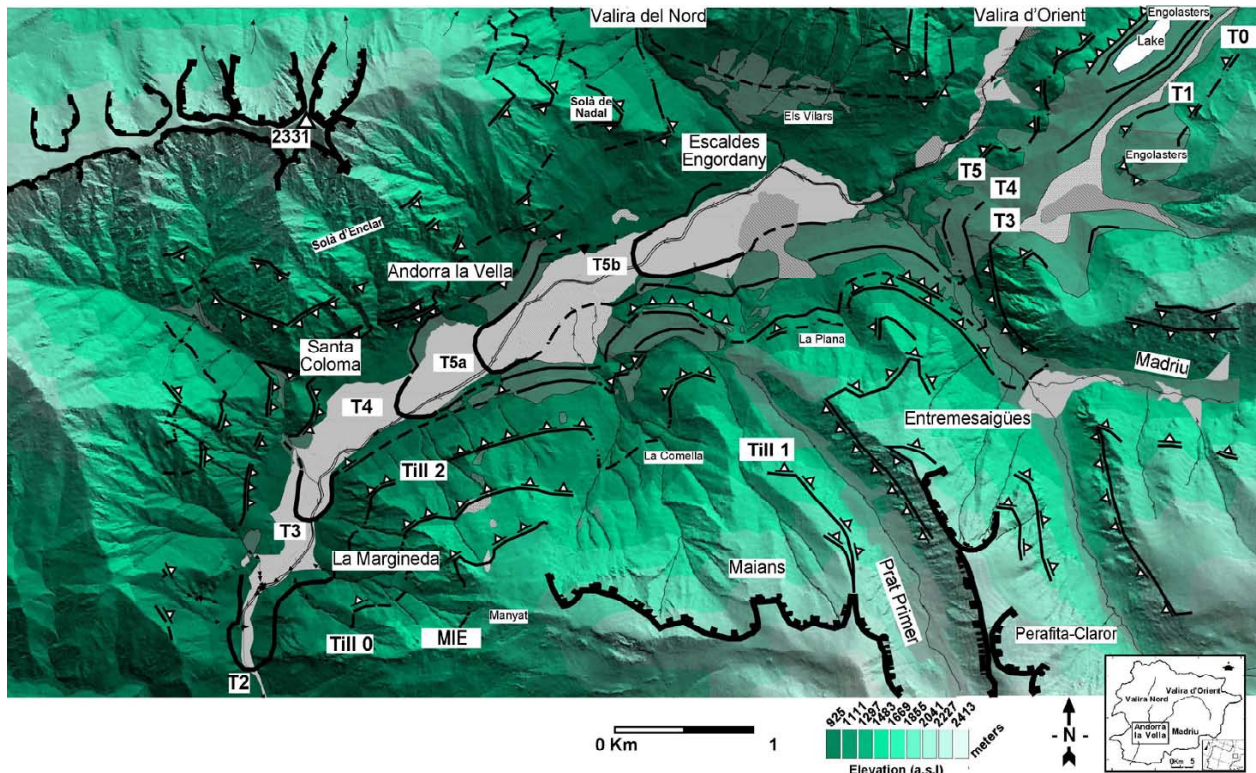 Valira del Nord
Valira d'Orient
Engolasters
Lake
T0
T1
2331
Solà de
Nadal
Els Vilars
Escaldes
Engordany
Engolasters
T5
T4
T3
Solà d'Enclar
Andorra la Vella
T5b
La Plana
Madriu
Santa
Coloma
T5a
T4
Entremesaigües
Till 2
La Comella
Till 1
T3
La Margineda
Maians
Prat Primer
Manyat
Till 0
MIE
Perafita-Claror
T2
0 Km
1
925
1111
1297
1483
1669
1855
2041
2227
2413
meters
Elevation (a.s.l)
- N -
Valira Nord
Valira d'Orient
Andorra
la Vella
Madriu
0Km 5